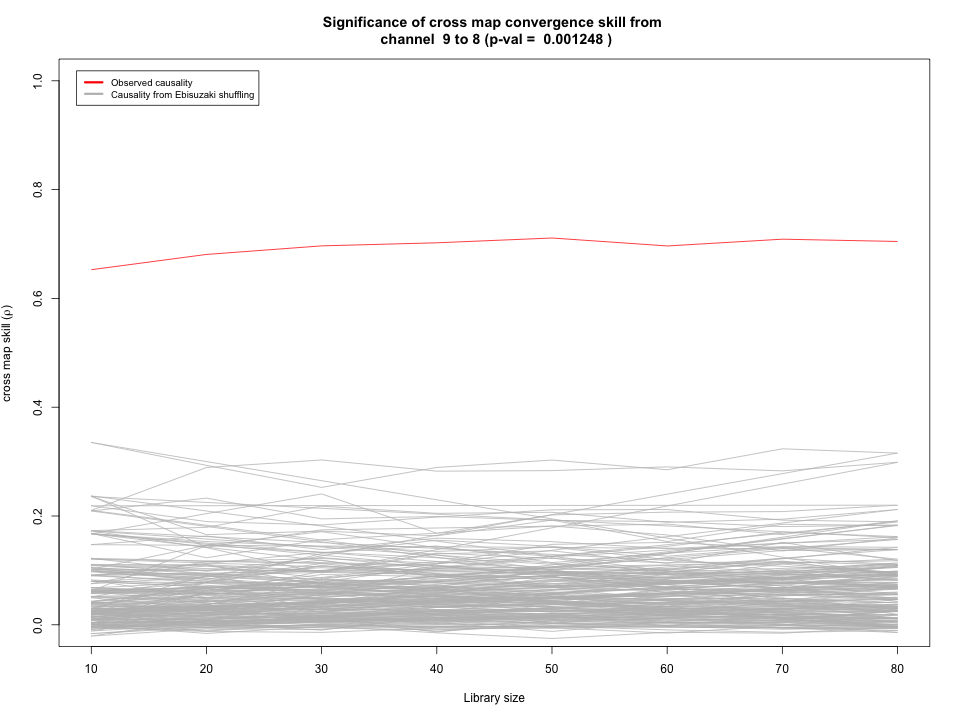 Significance of cross map convergence skill from
channel  9 to 8 (p-val =  0.001248 )
Observed causality
Causality from Ebisuzaki shuffling
cross map skill (ρ)
1.0
0.8
0.6
0.4
0.2
0.0
10 20 30 40 50 60 70 80
Library size